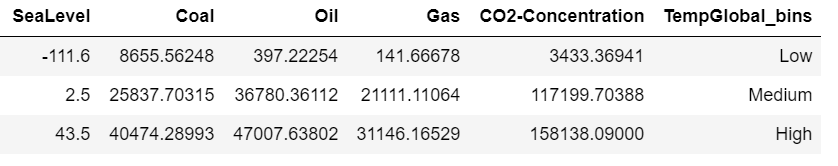 SeaLevel Coal Oil Gas CO2-Concentration TempGlobal_bins
-111.6 8655.56248 397.22254 141.66678 3433.36941 Low
2.5 25837.70315 36780.36112 21111.11064 117199.70388 Medium
43.5 40474.28993 47007.63802 31146.16529 158138.09000 High